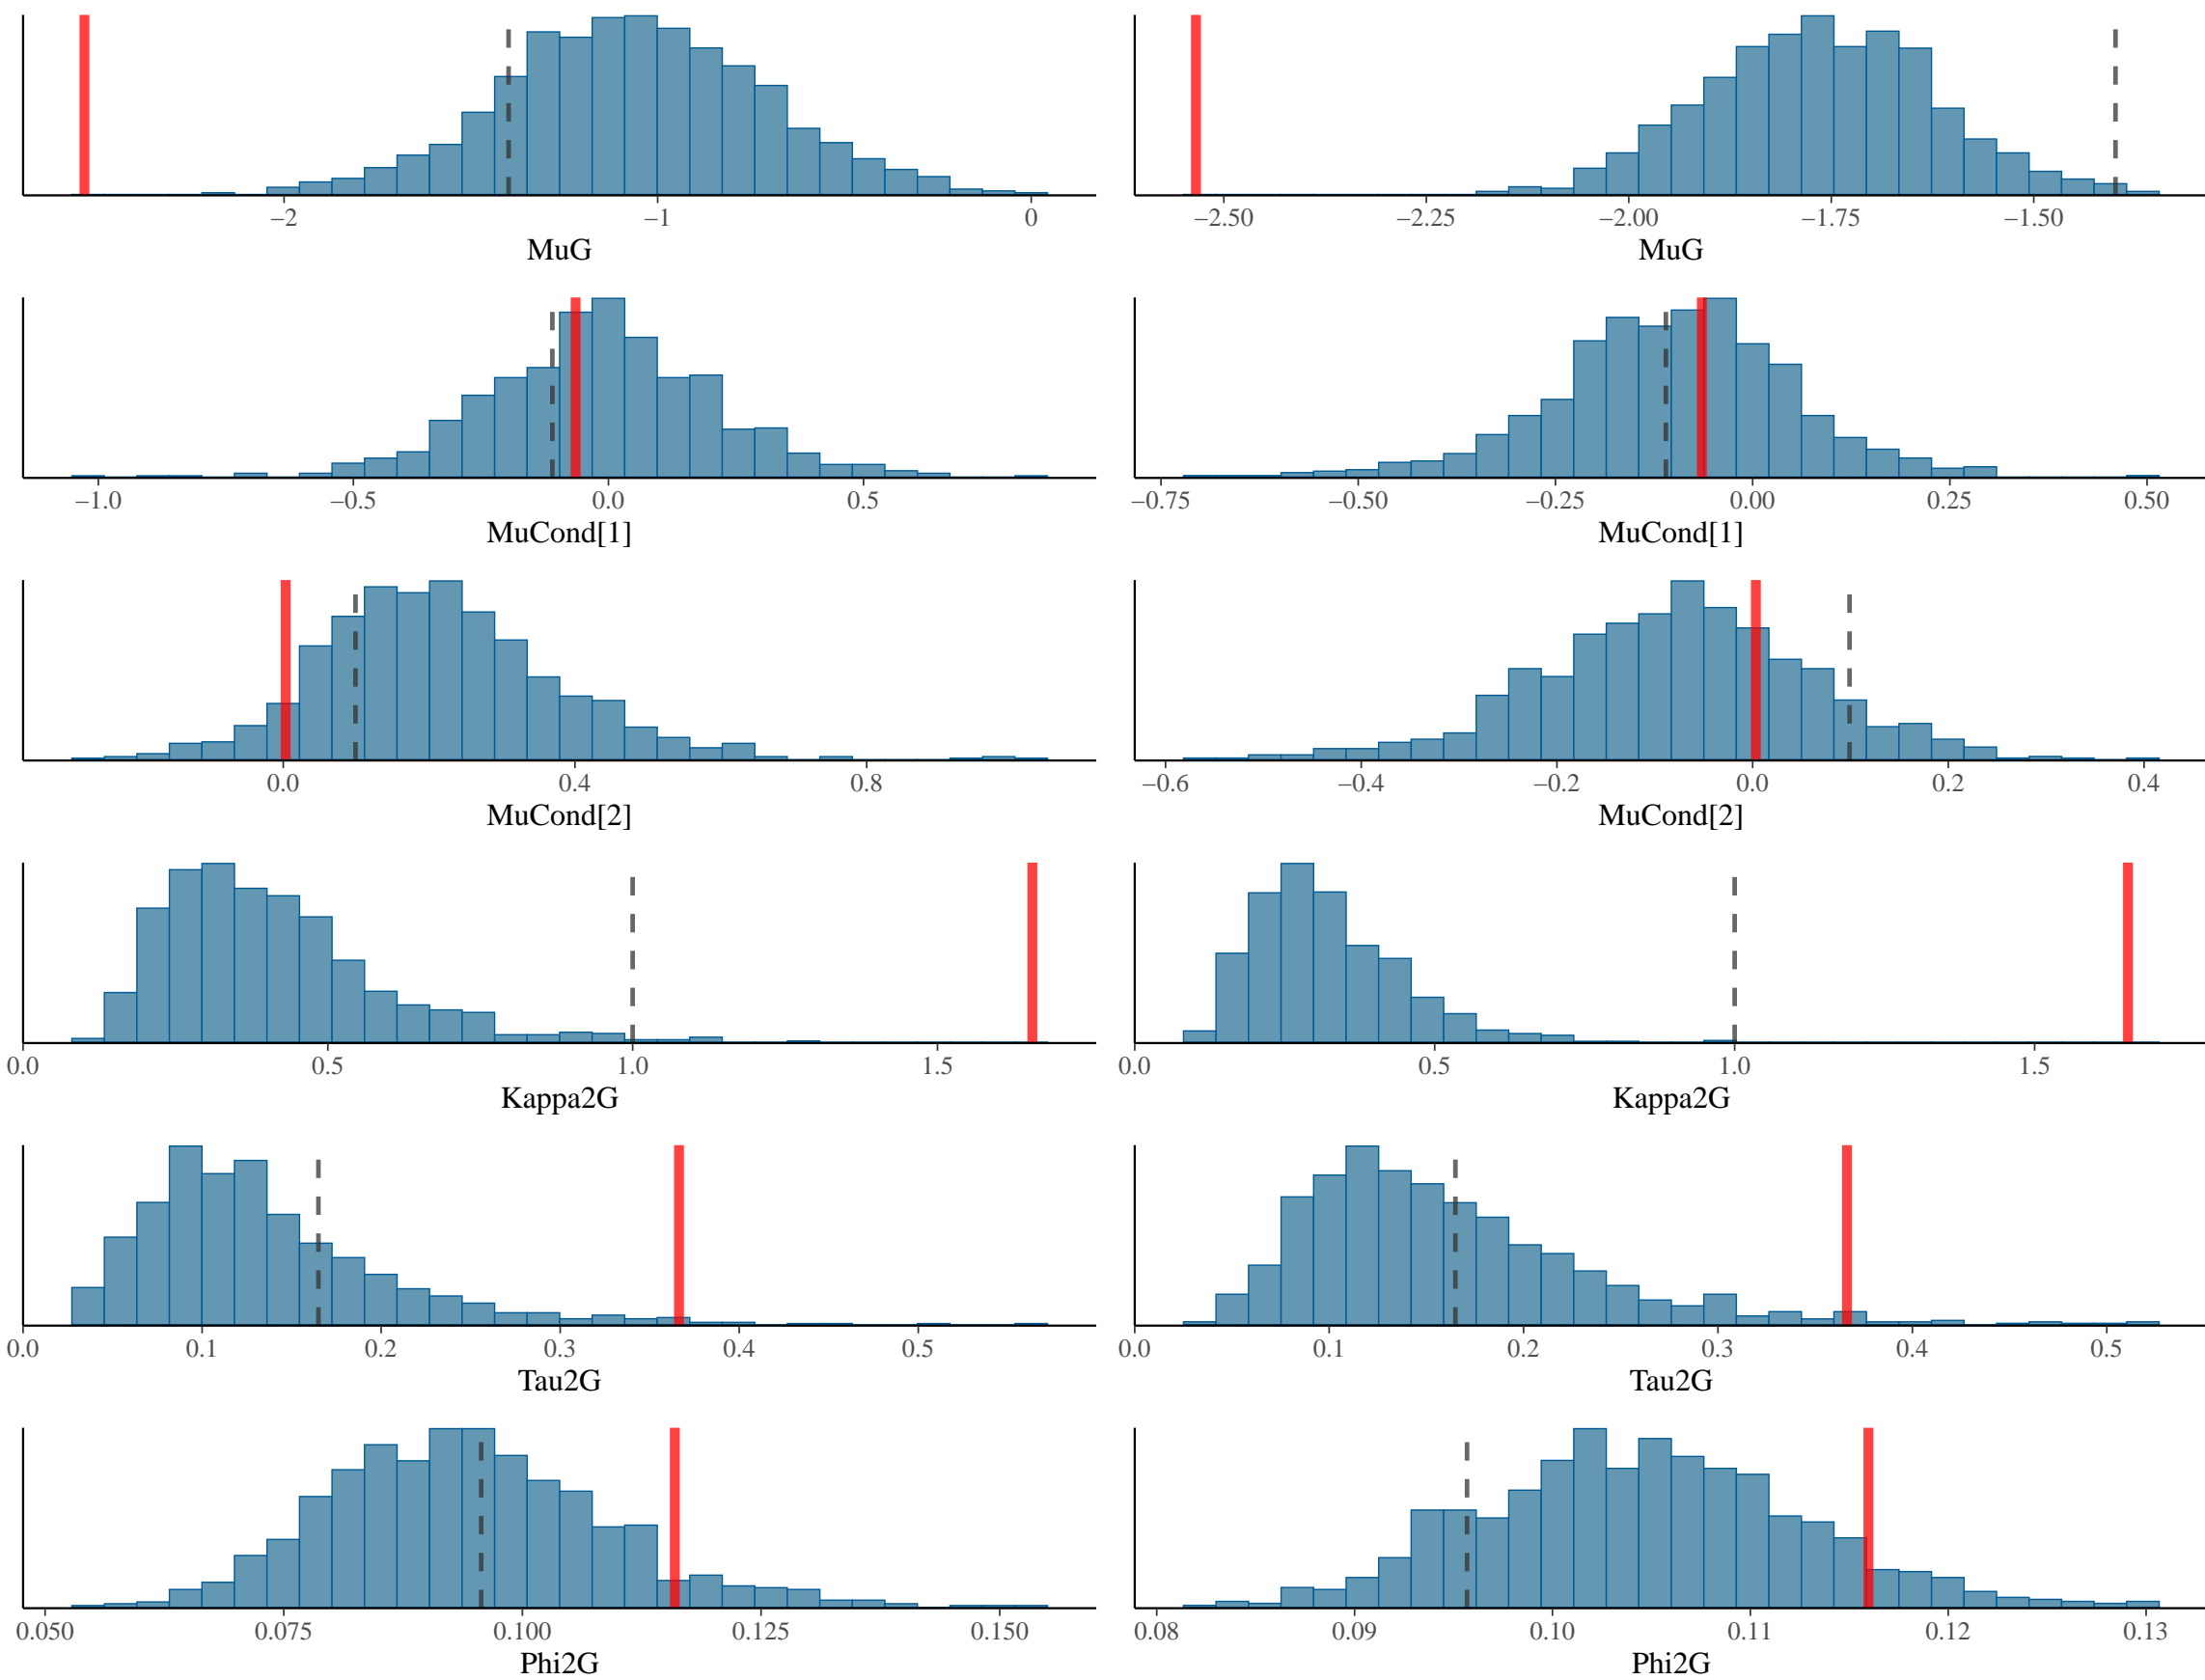 −2 −1 0
MuG
−2.50 −2.25 −2.00 −1.75 −1.50
MuG
−1.0 −0.5 0.0 0.5
MuCond[1]
−0.75 −0.50 −0.25 0.00 0.25 0.50
MuCond[1]
0.0 0.4 0.8
MuCond[2]
−0.6 −0.4 −0.2 0.0 0.2 0.4
MuCond[2]
0.0 0.5 1.0 1.5
Kappa2G
0.0 0.5 1.0 1.5
Kappa2G
0.0 0.1 0.2 0.3 0.4 0.5
Tau2G
0.0 0.1 0.2 0.3 0.4 0.5
Tau2G
0.050 0.075 0.100 0.125 0.150
Phi2G
0.08 0.09 0.10 0.11 0.12 0.13
Phi2G